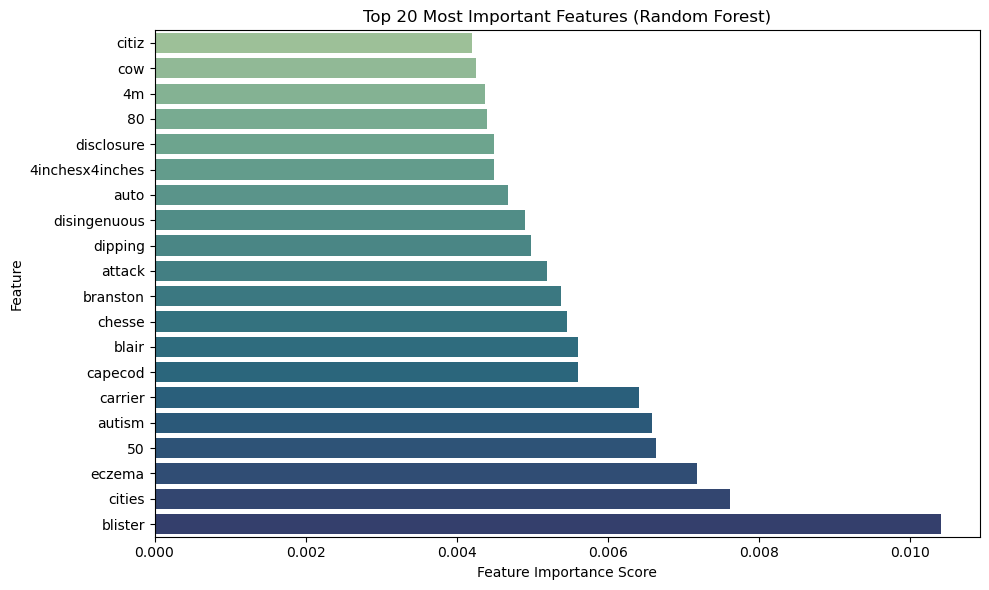 Top 20 Most Important Features (Random Forest)
Feature
citiz
cow
4m
80
disclosure
4inchesx4inches
auto
disingenuous
dipping
attack
branston
chesse
blair
capecod
carrier
autism
50
eczema
cities
blister
0.000 0.002 0.004 0.006 0.008 0.010
Feature Importance Score